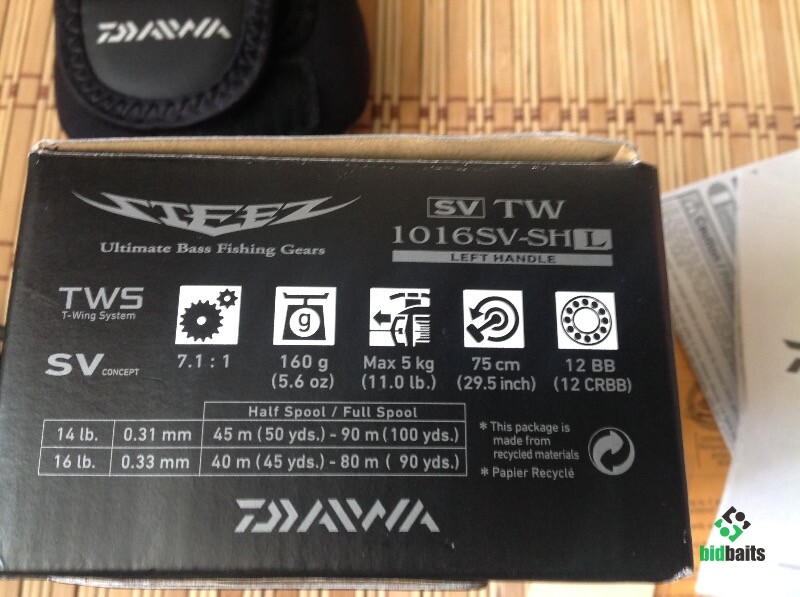 DAIWA
STEEZ
Ultimate Bass Fishing Gears
SV TW
1016SV-SH L
LEFT HANDLE
TWS
T-Wing System
SV CONCEPT
g
7.1 : 1
160 g
(5.6 oz)
Max 5 kg
(11.0 lb.)
75 cm
(29.5 inch)
12 BB
(12 CRBB)
Half Spool / Full Spool
14 lb. 0.31 mm 45 m (50 yds.) - 90 m (100 yds.)
16 lb. 0.33 mm 40 m (45 yds.) - 80 m ( 90 yds.)
* This package is
made from
recycled materials
* Papier Recyclé
DAIWA
bidbaits